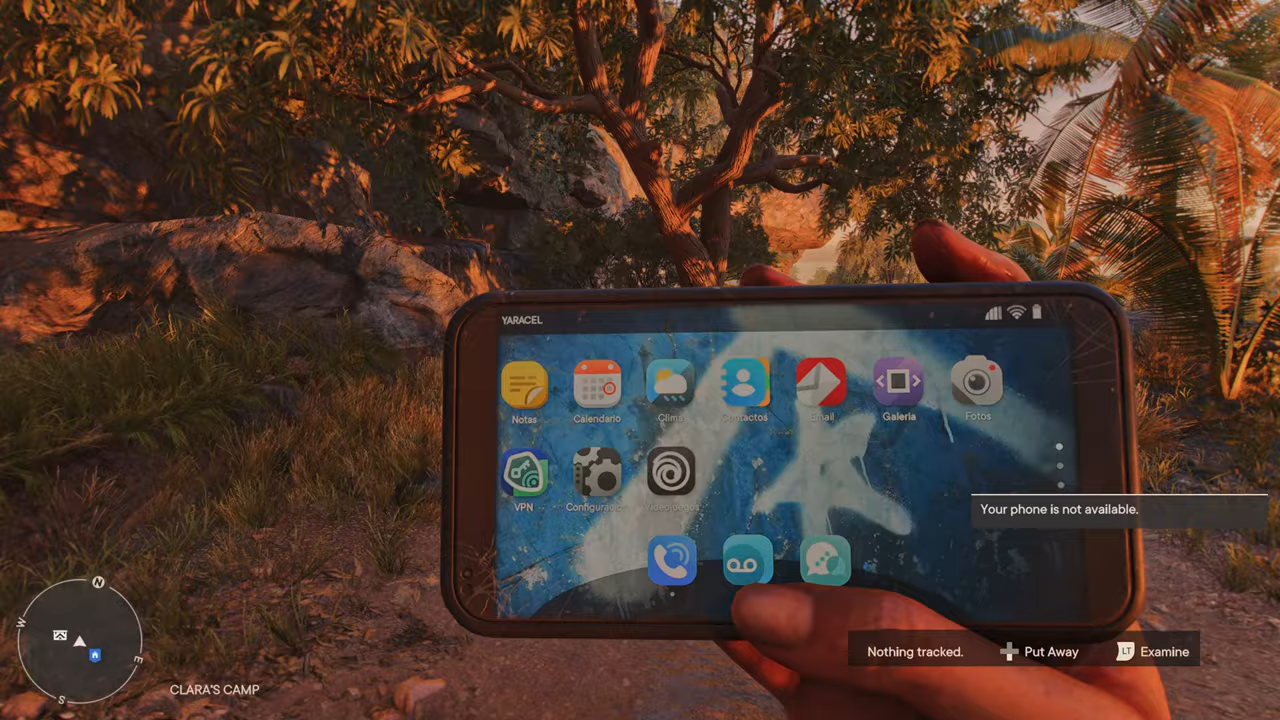 YARACEL
Notas
Calendario
Clima
Contactos
Email
Galeria
Fotos
VPN
Your phone is not available.
N
W
E
S
CLARA'S CAMP
Nothing tracked.
Put Away
LT
Examine